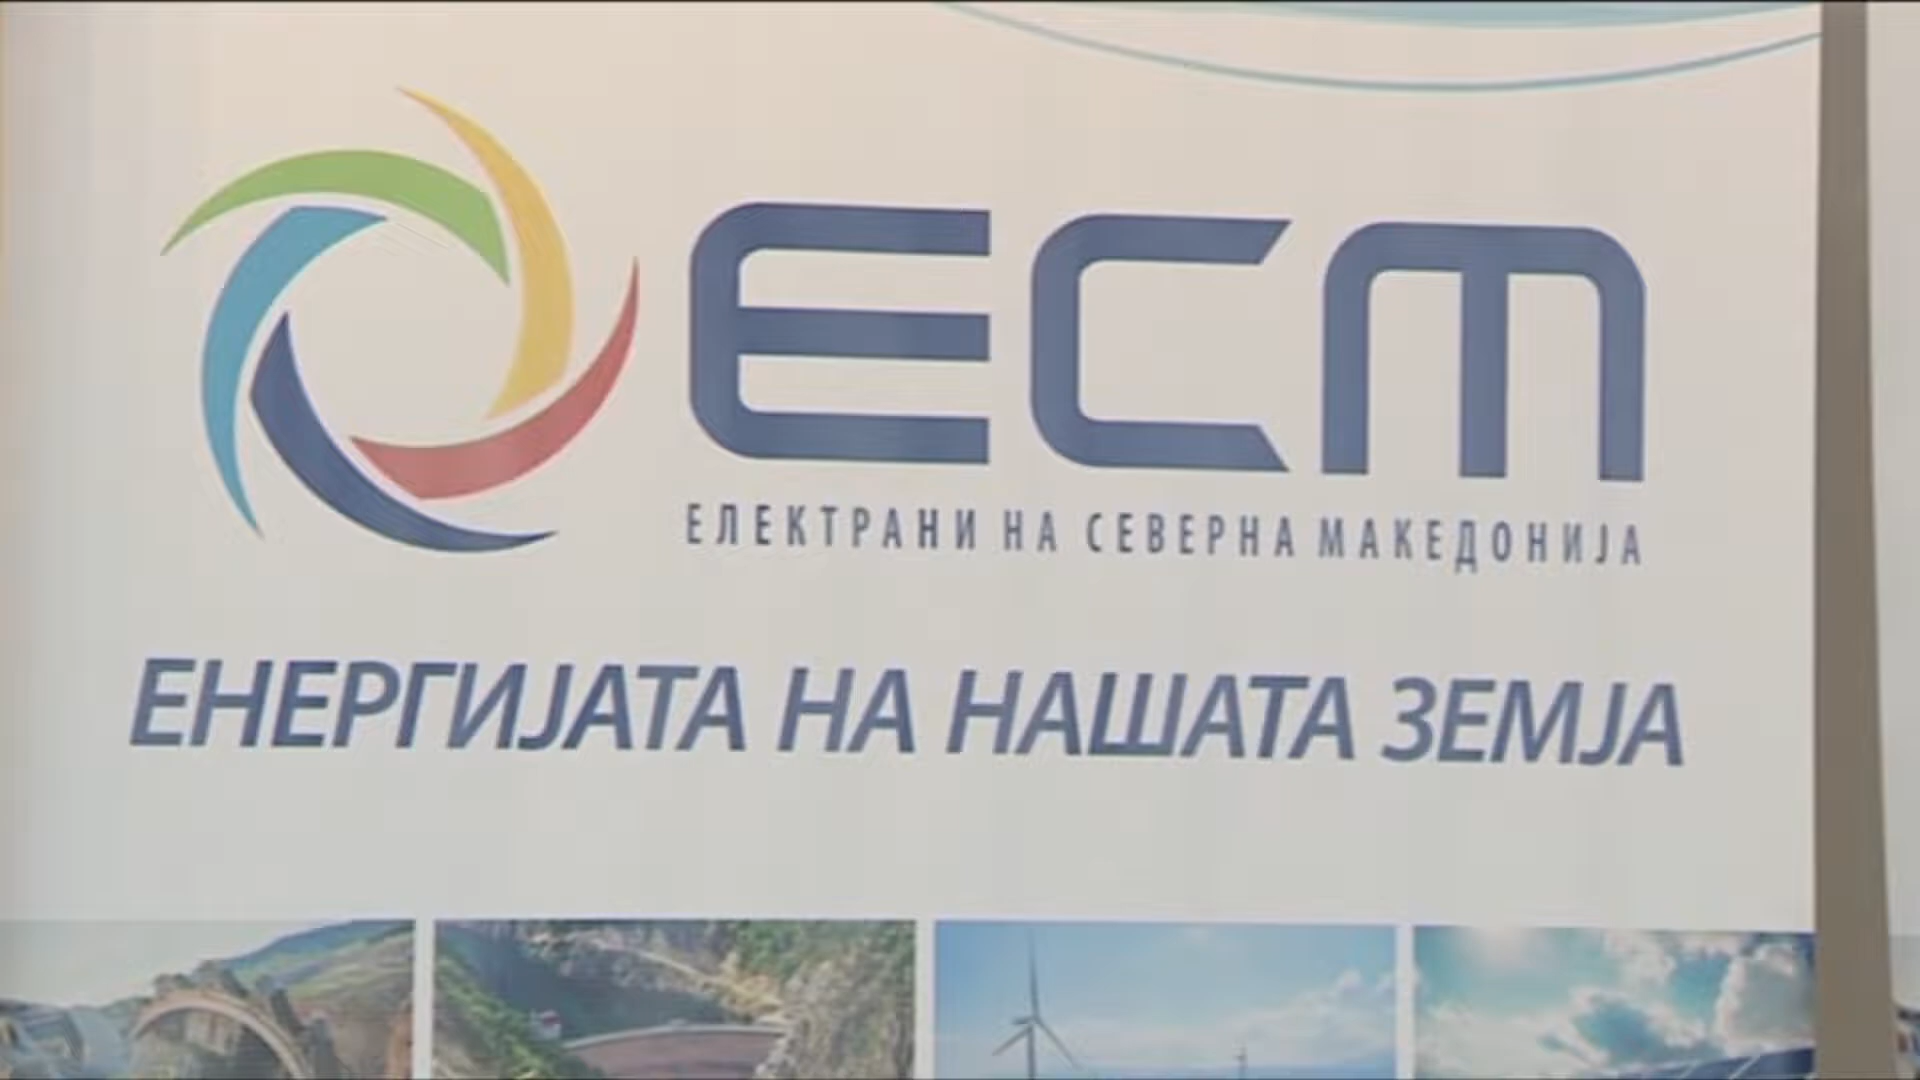 ЕСМ
ЕЛЕКТРАНИ НА СЕВЕРНА МАКЕДОНИЈА
ЕНЕРГИЈАТА НА НАШАТА ЗЕМЈА